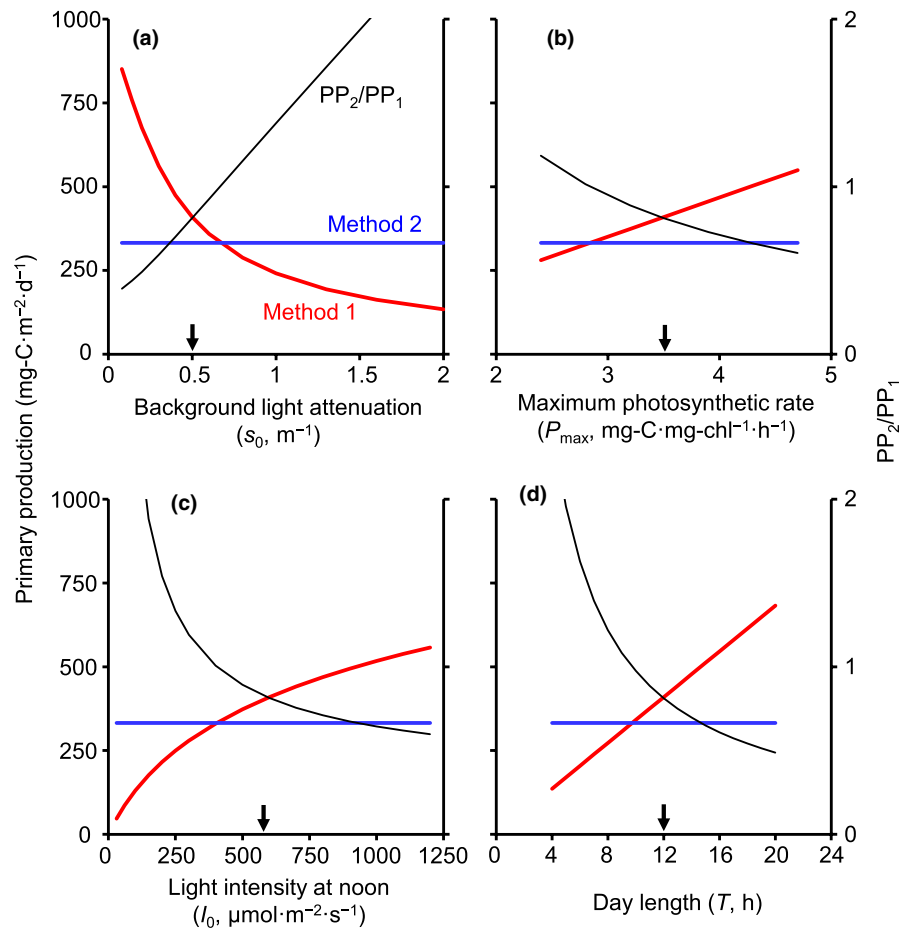 Primary production (mg-C·m⁻²·d⁻¹)
PP₂/PP₁
(a)
1000
750
500
250
0
PP₂/PP₁
Method 2
Method 1
0
0.5
1
1.5
2
Background light attenuation
(s₀, m⁻¹)
(b)
2
1
0
2
3
4
5
Maximum photosynthetic rate
(Pmax, mg-C·mg-chl⁻¹·h⁻¹)
(c)
1000
750
500
250
0
0
250
500
750
1000
1250
Light intensity at noon
(I₀, µmol·m⁻²·s⁻¹)
(d)
2
1
0
0
4
8
12
16
20
24
Day length (T, h)